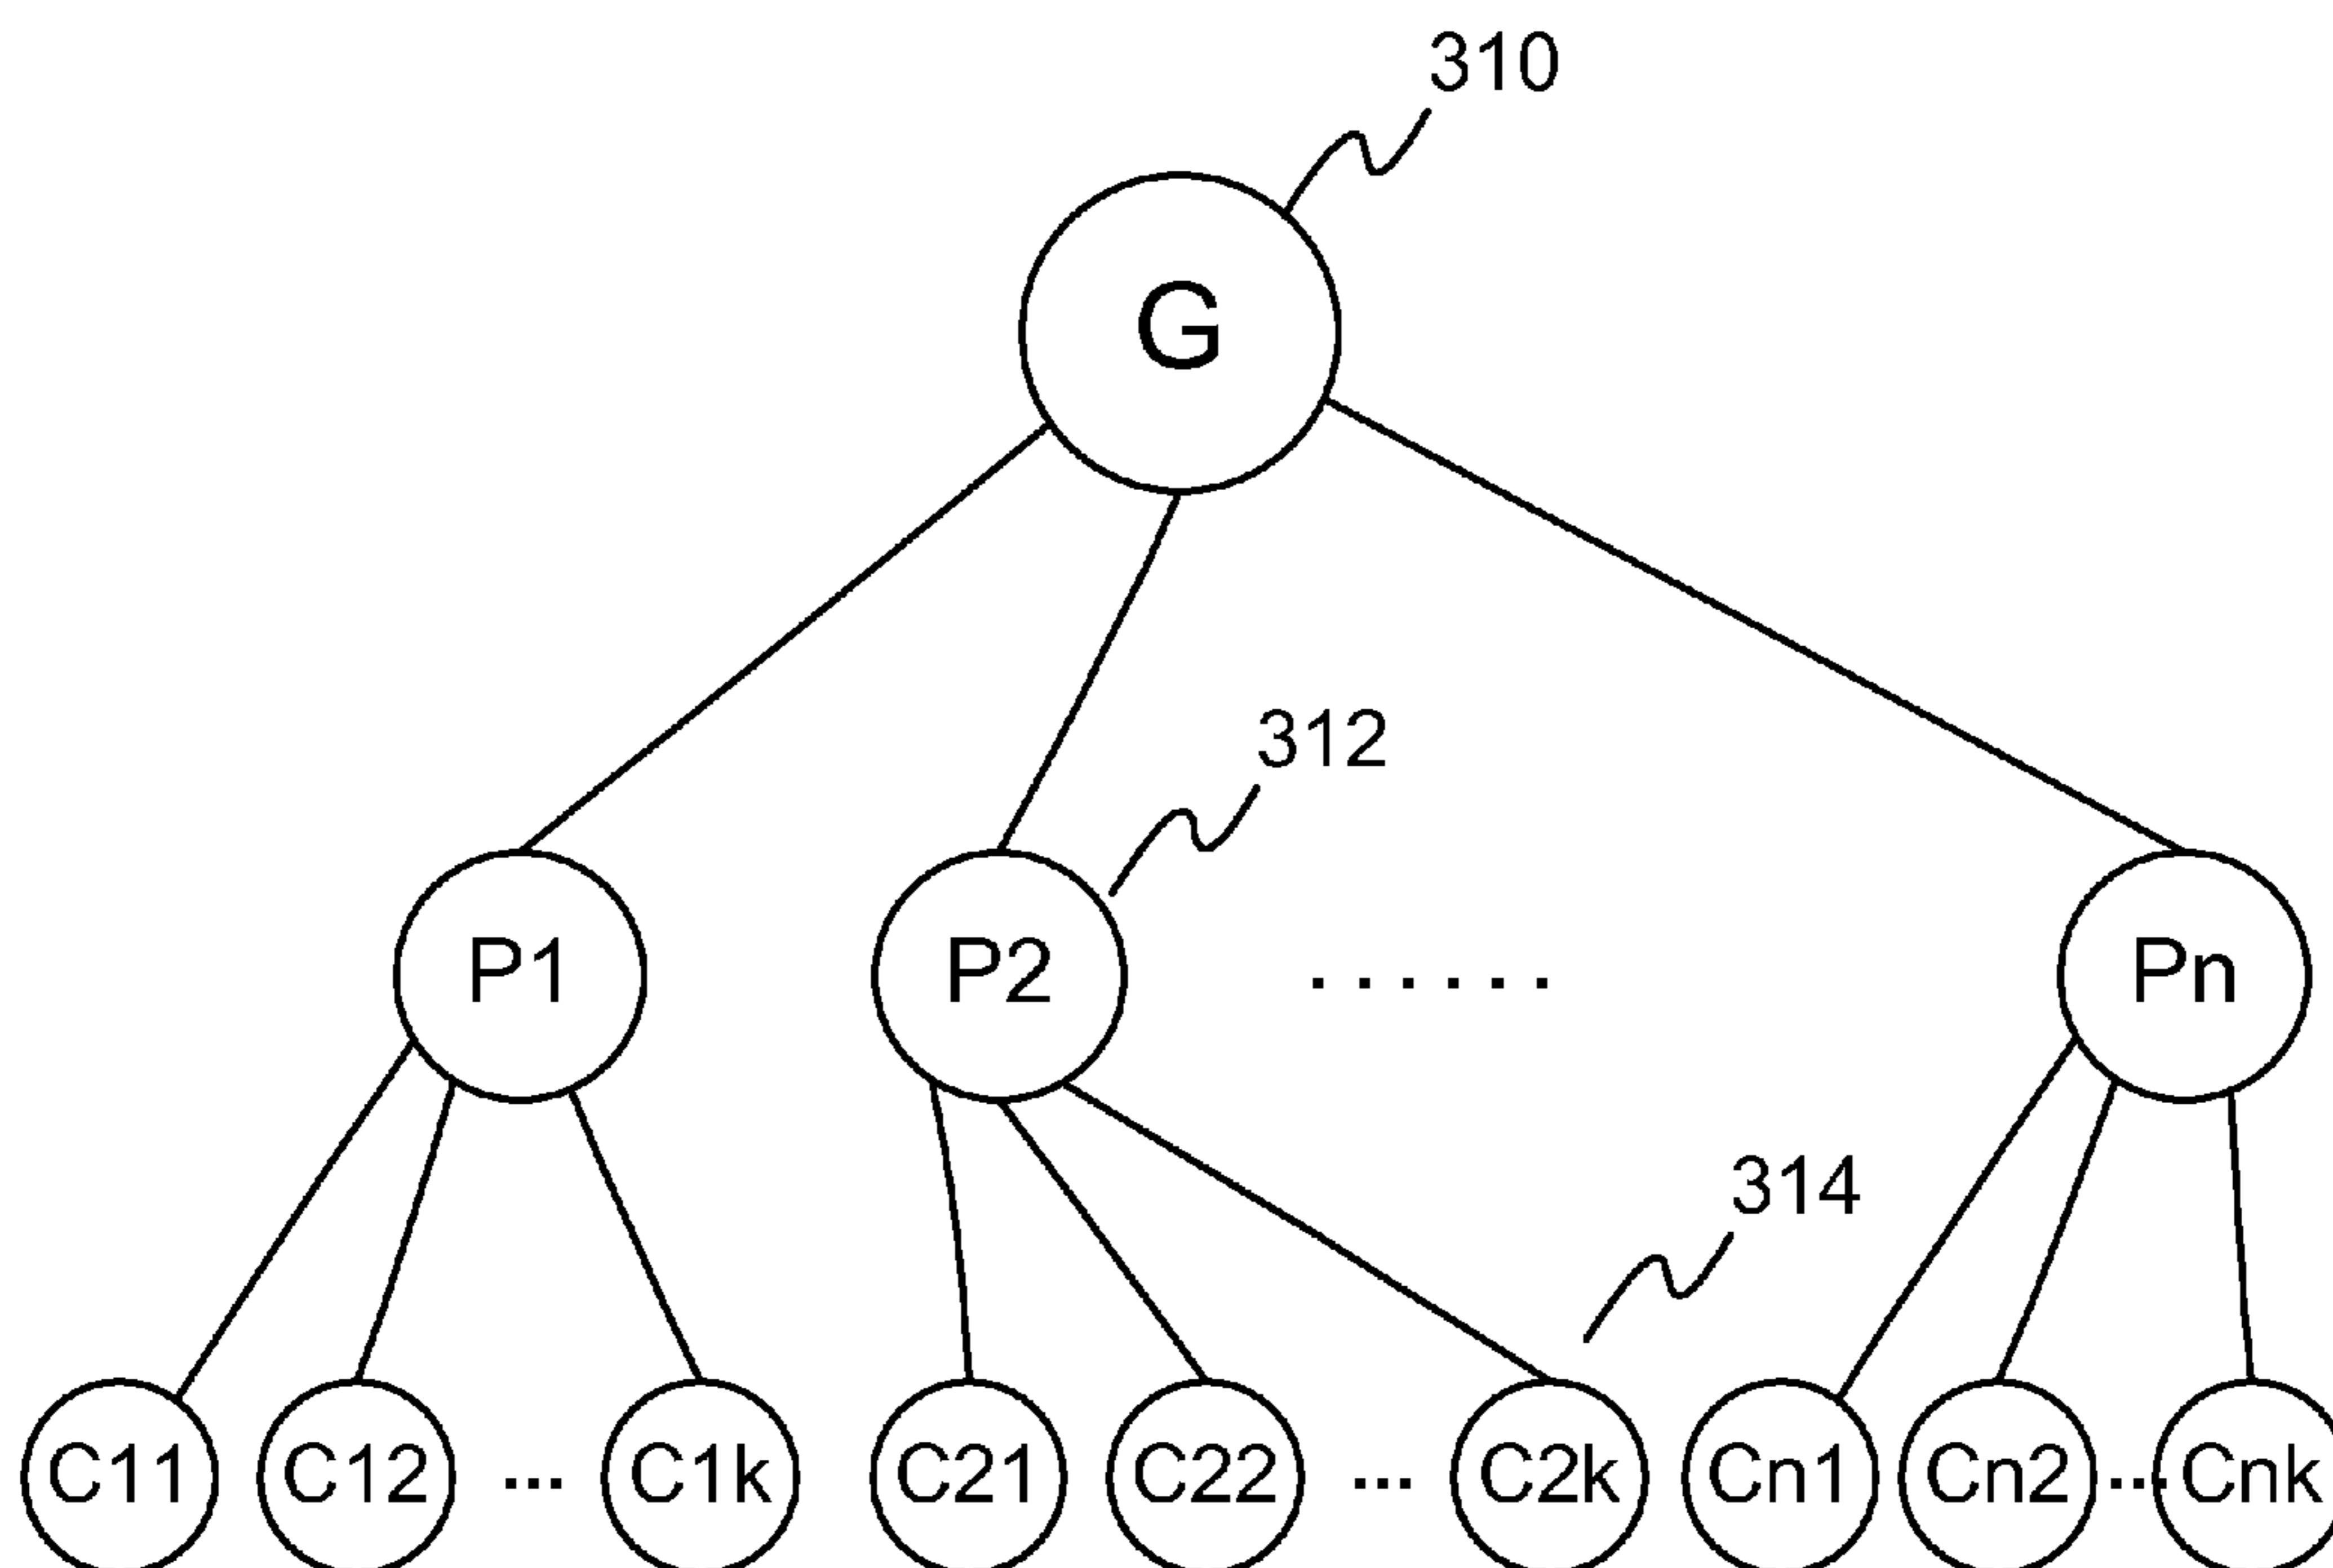 310
G
312
P1 P2 ...... Pn
314
C11 C12 ... C1k C21 C22 ... C2k Cn1 Cn2 ... Cnk